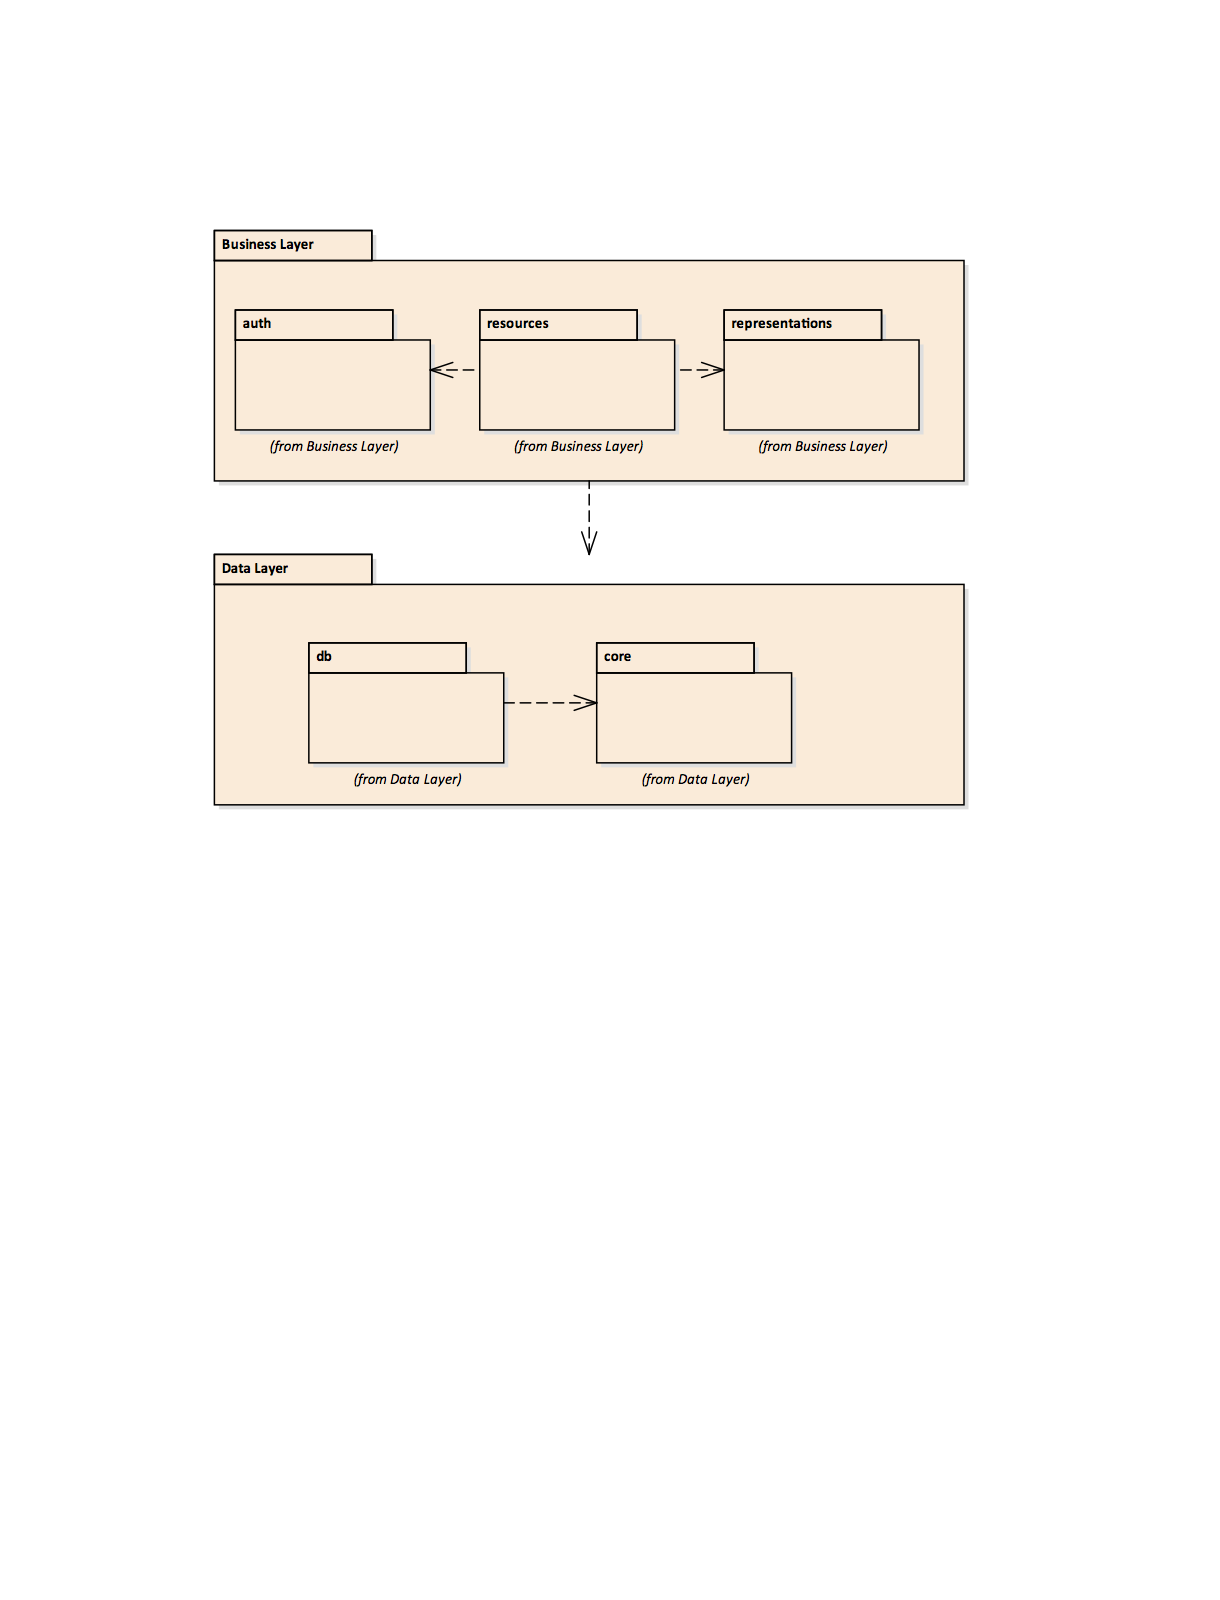 Business Layer
auth
resources
representations
(from Business Layer)
(from Business Layer)
(from Business Layer)
Data Layer
db
core
(from Data Layer)
(from Data Layer)